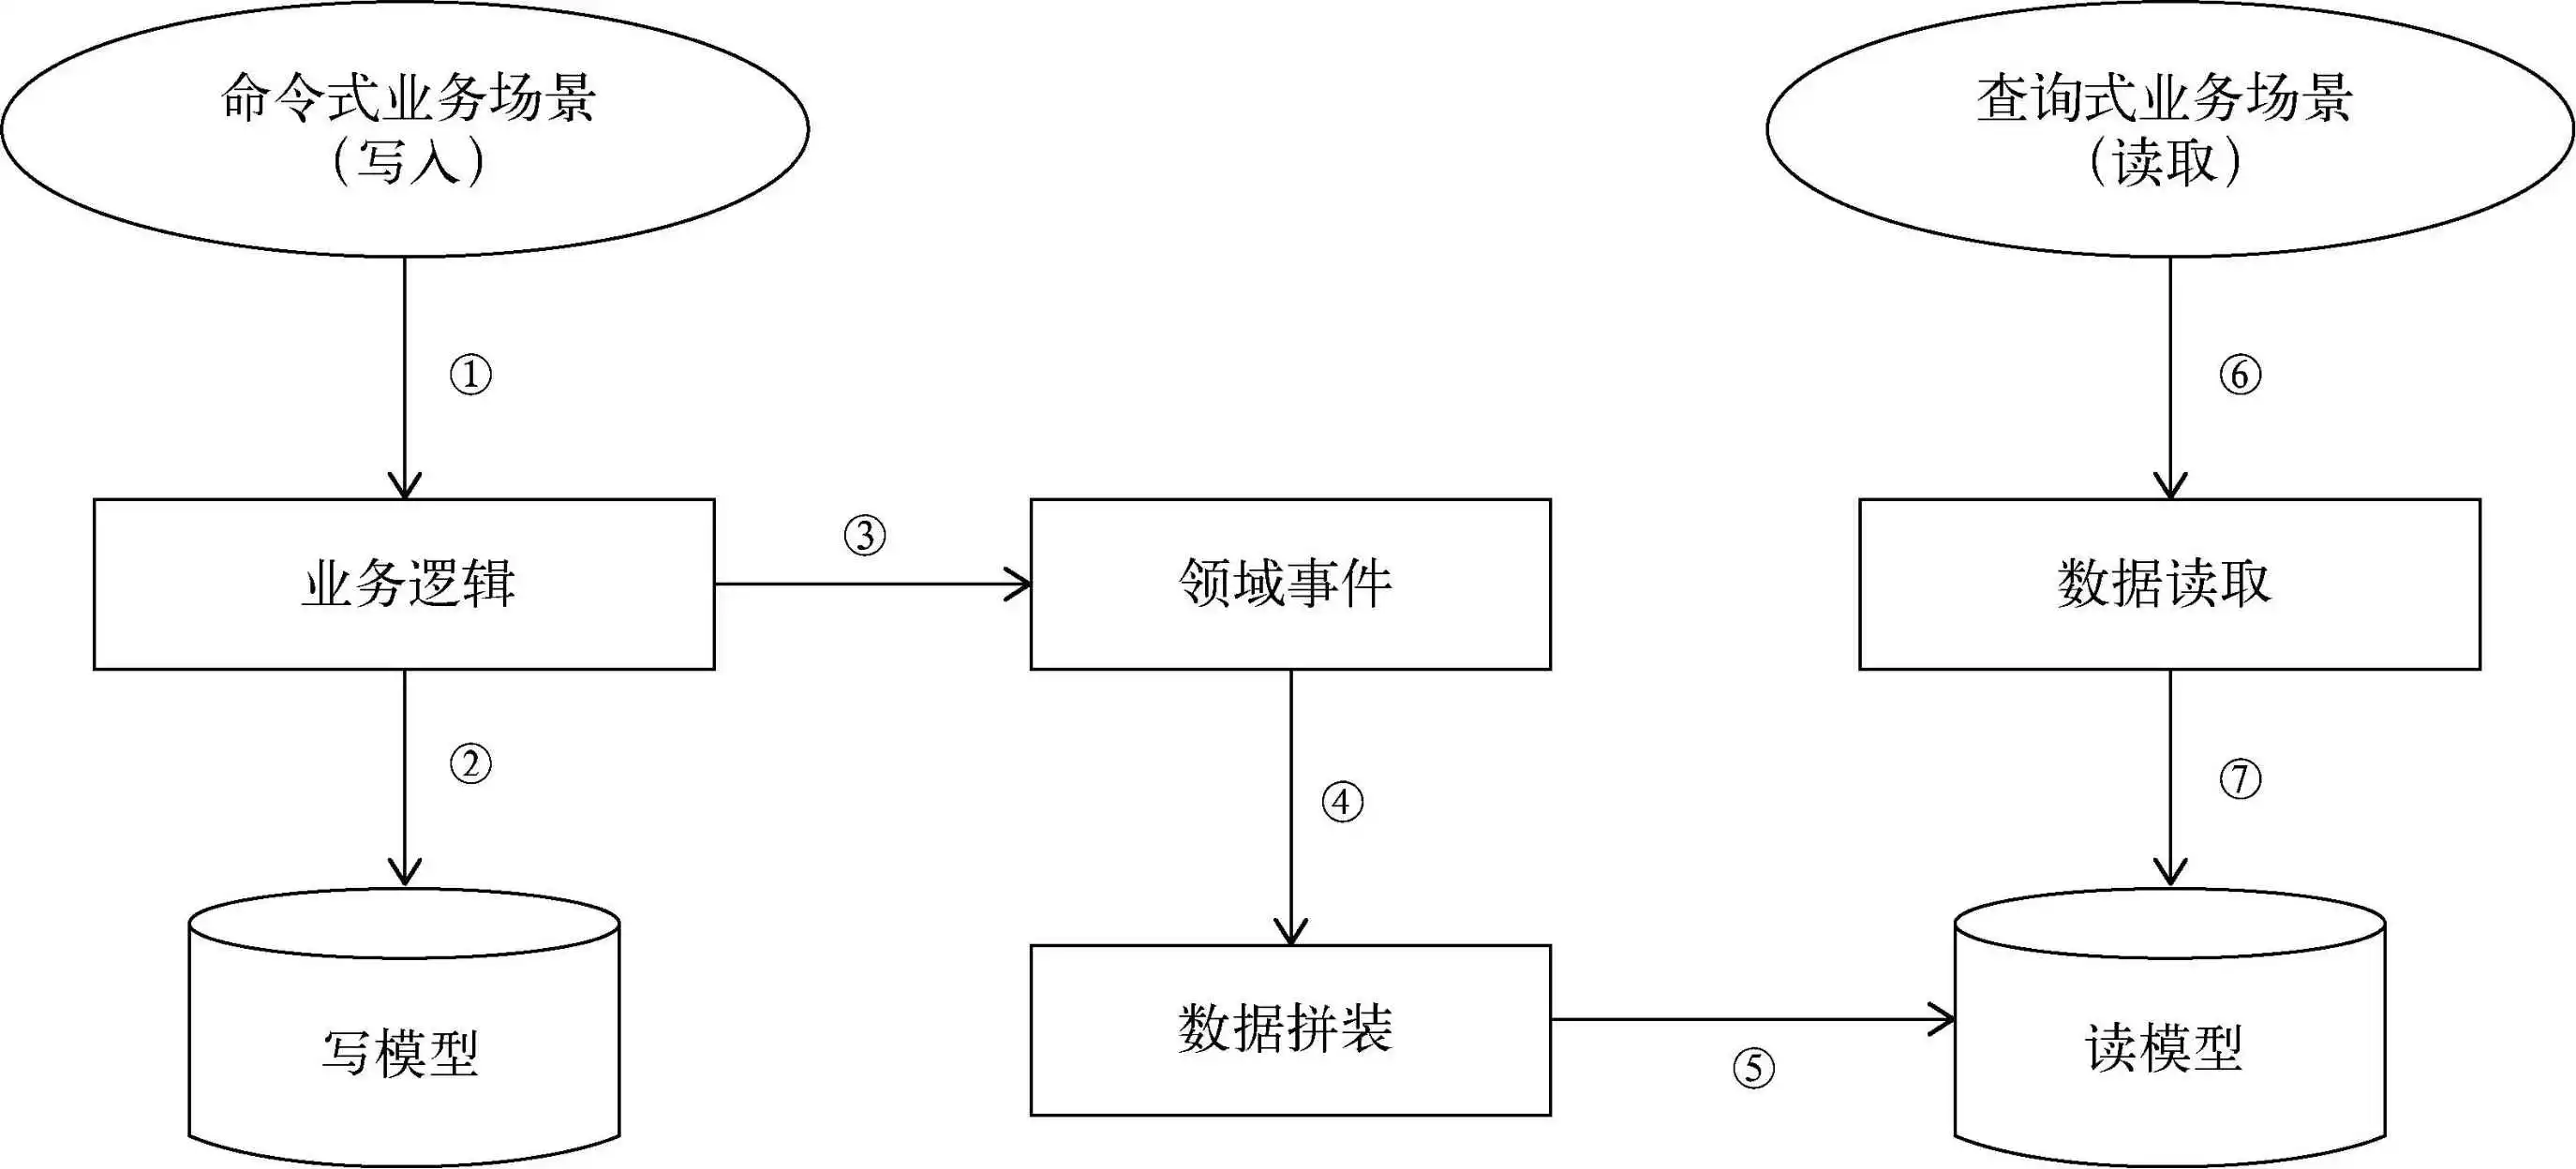 命令式业务场景
（写入）
查询式业务场景
（读取）
①
⑥
业务逻辑
③
领域事件
数据读取
②
④
⑦
写模型
数据拼装
⑤
读模型